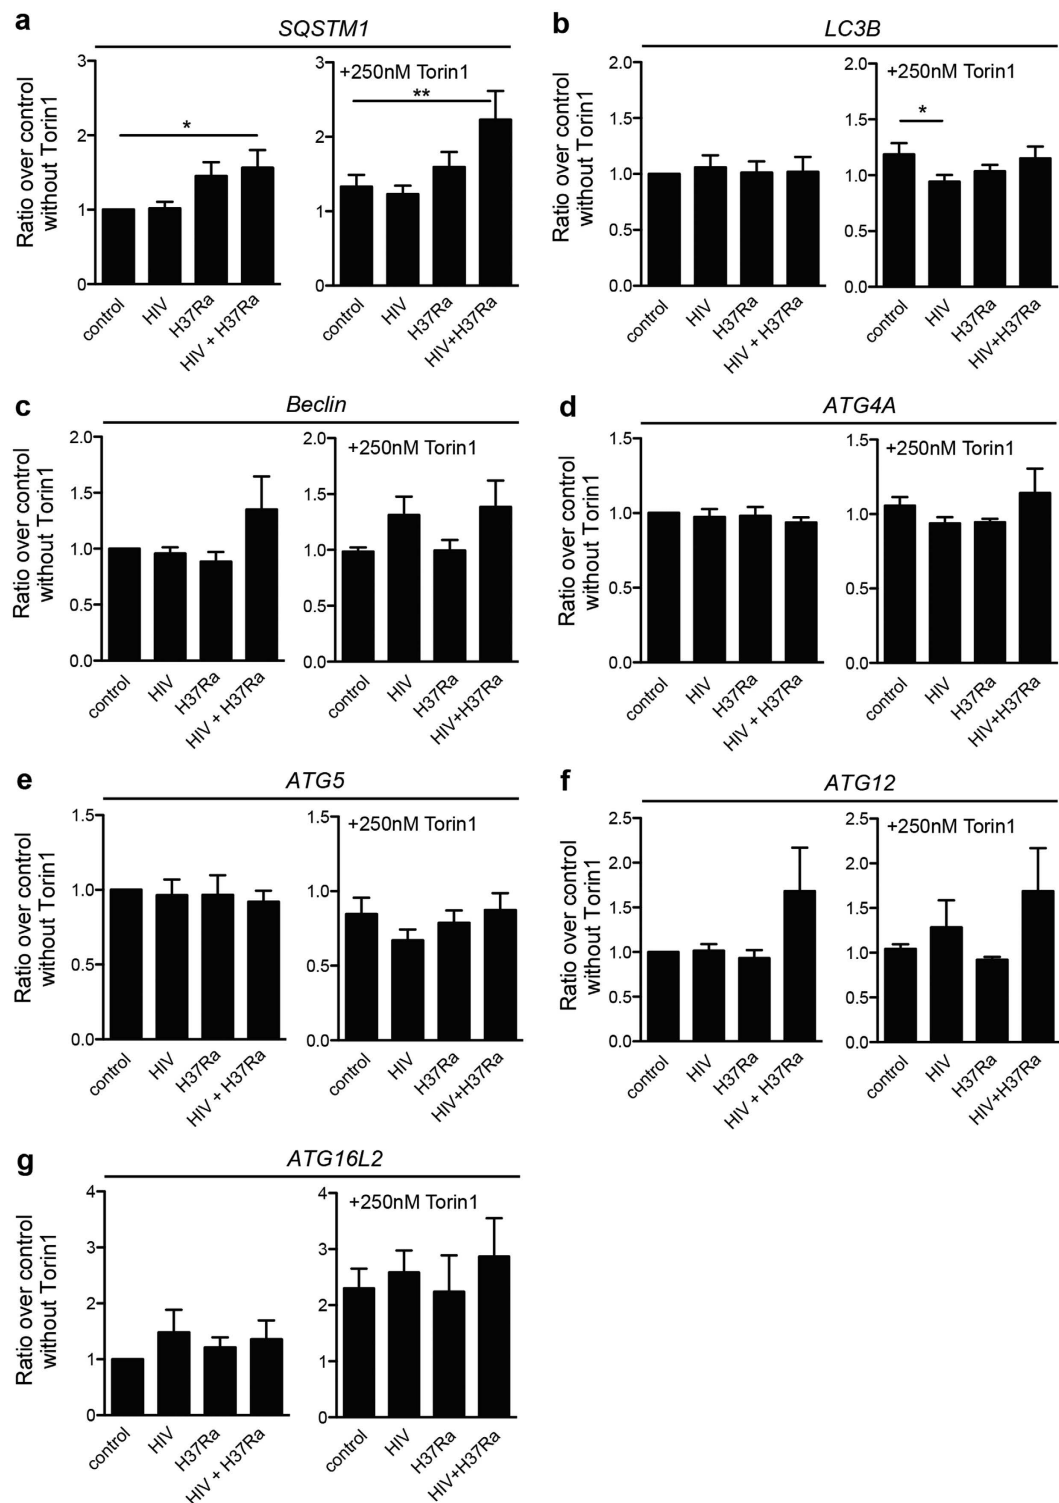 a
SQSTM1
Ratio over control
without Torin1
3
2
1
0
*
control
HIV
H37Ra
HIV + H37Ra
3
2
1
0
+250nM Torin1
**
control
HIV
H37Ra
HIV+H37Ra
b
LC3B
Ratio over control
without Torin1
2.0
1.5
1.0
0.5
0.0
control
HIV
H37Ra
HIV + H37Ra
2.0
1.5
1.0
0.5
0.0
+250nM Torin1
*
control
HIV
H37Ra
HIV+H37Ra
c
Beclin
Ratio over control
without Torin1
2.0
1.5
1.0
0.5
0.0
control
HIV
H37Ra
HIV + H37Ra
2.0
1.5
1.0
0.5
0.0
+250nM Torin1
control
HIV
H37Ra
HIV+H37Ra
d
ATG4A
Ratio over control
without Torin1
1.5
1.0
0.5
0.0
control
HIV
H37Ra
HIV + H37Ra
1.5
1.0
0.5
0.0
+250nM Torin1
control
HIV
H37Ra
HIV+H37Ra
e
ATG5
Ratio over control
without Torin1
1.5
1.0
0.5
0.0
control
HIV
H37Ra
HIV + H37Ra
1.5
1.0
0.5
0.0
+250nM Torin1
control
HIV
H37Ra
HIV+H37Ra
f
ATG12
Ratio over control
without Torin1
2.5
2.0
1.5
1.0
0.5
0.0
control
HIV
H37Ra
HIV + H37Ra
2.5
2.0
1.5
1.0
0.5
0.0
+250nM Torin1
control
HIV
H37Ra
HIV+H37Ra
g
ATG16L2
Ratio over control
without Torin1
4
3
2
1
0
control
HIV
H37Ra
HIV + H37Ra
4
3
2
1
0
+250nM Torin1
control
HIV
H37Ra
HIV+H37Ra